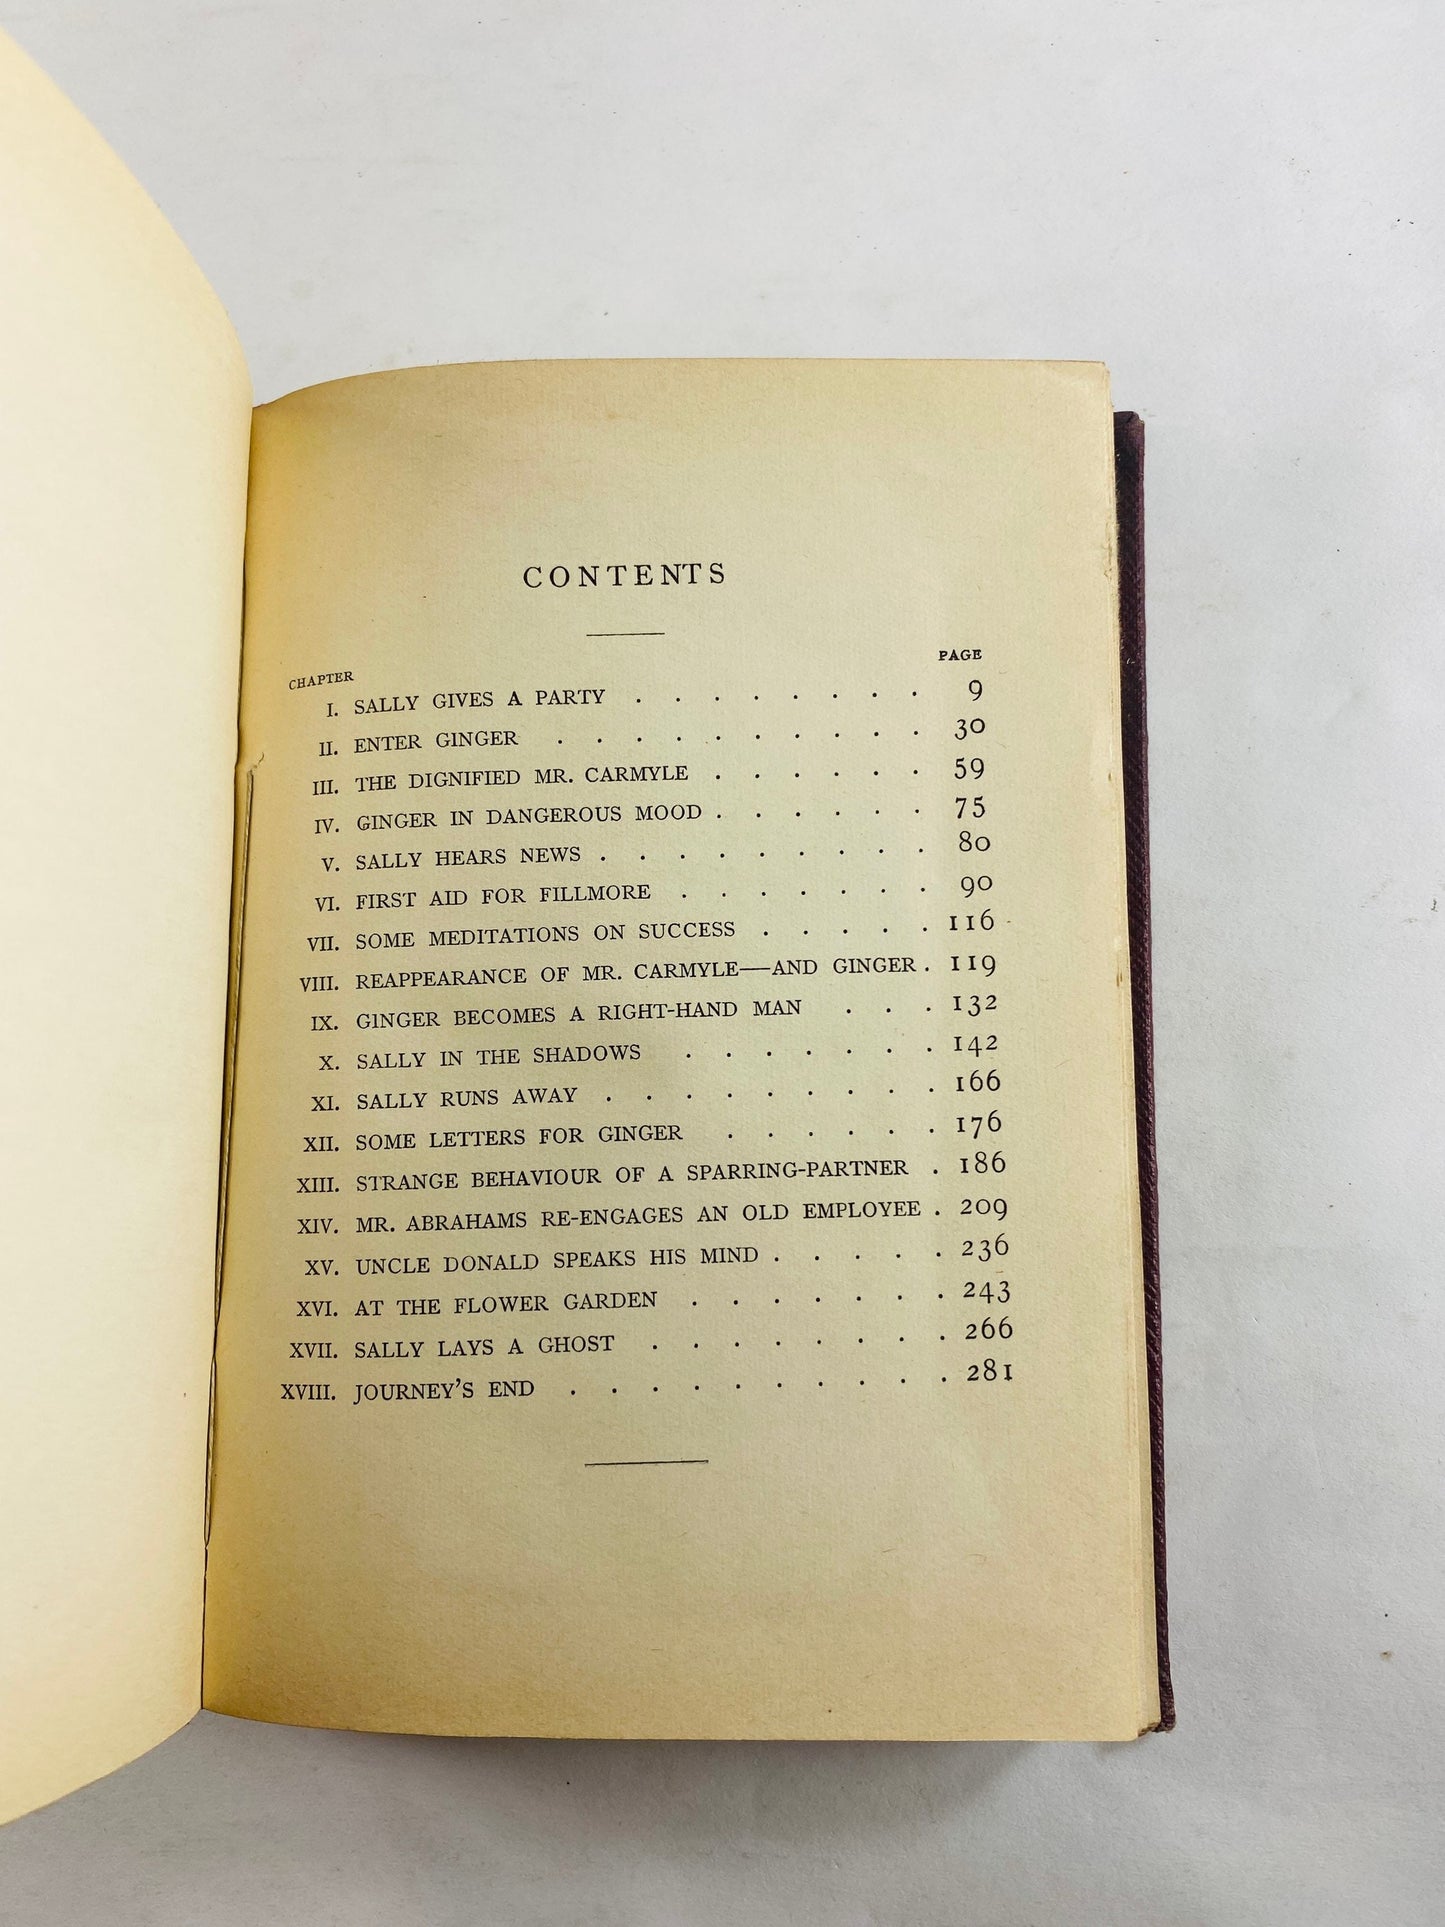 CONTENTS
CHAPTER PAGE
I. SALLY GIVES A PARTY . . . . . . . . 9
II. ENTER GINGER . . . . . . . . . . 30
III. THE DIGNIFIED MR. CARMYLE . . . . . . 59
IV. GINGER IN DANGEROUS MOOD . . . . . . 75
V. SALLY HEARS NEWS . . . . . . . . . 80
VI. FIRST AID FOR FILLMORE . . . . . . . 90
VII. SOME MEDITATIONS ON SUCCESS . . . . . 116
VIII. REAPPEARANCE OF MR. CARMYLE—AND GINGER . 119
IX. GINGER BECOMES A RIGHT-HAND MAN . . . 132
X. SALLY IN THE SHADOWS . . . . . . . 142
XI. SALLY RUNS AWAY . . . . . . . . . 166
XII. SOME LETTERS FOR GINGER . . . . . . 176
XIII. STRANGE BEHAVIOUR OF A SPARRING-PARTNER . 186
XIV. MR. ABRAHAMS RE-ENGAGES AN OLD EMPLOYEE . 209
XV. UNCLE DONALD SPEAKS HIS MIND . . . . . 236
XVI. AT THE FLOWER GARDEN . . . . . . . 243
XVII. SALLY LAYS A GHOST . . . . . . . . 266
XVIII. JOURNEY'S END . . . . . . . . . . 281